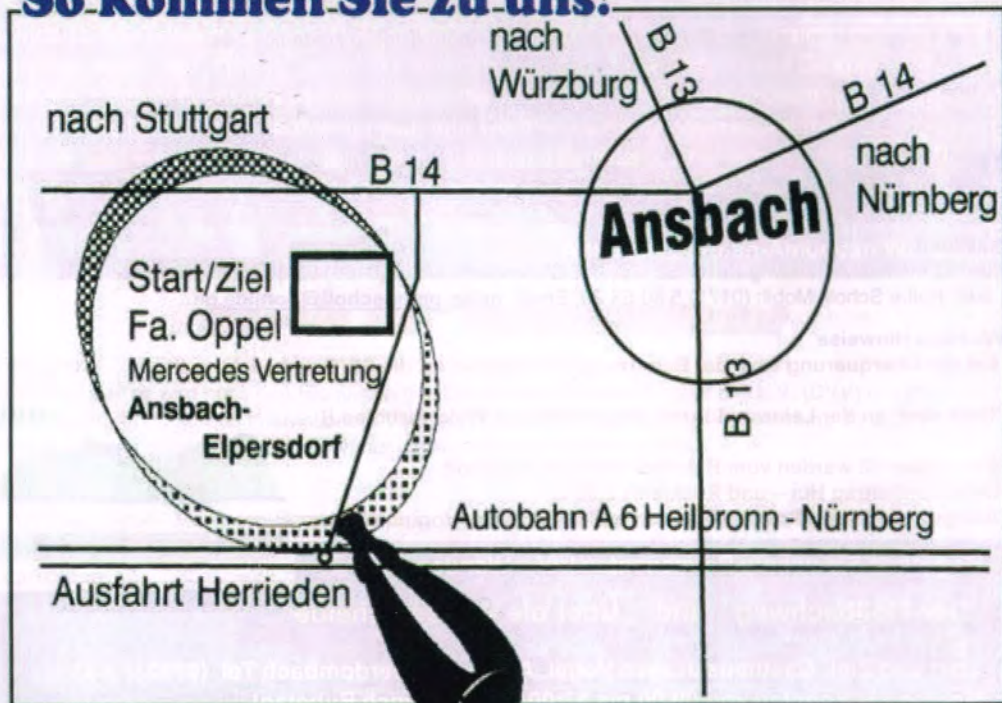 So kommen Sie zu uns:
nach
Würzburg
B 13
B 14
nach Stuttgart
B 14
nach
Nürnberg
Ansbach
Start/Ziel
Fa. Oppel
Mercedes Vertretung
Ansbach-
Elpersdorf
B 13
Autobahn A 6 Heilbronn - Nürnberg
Ausfahrt Herrieden